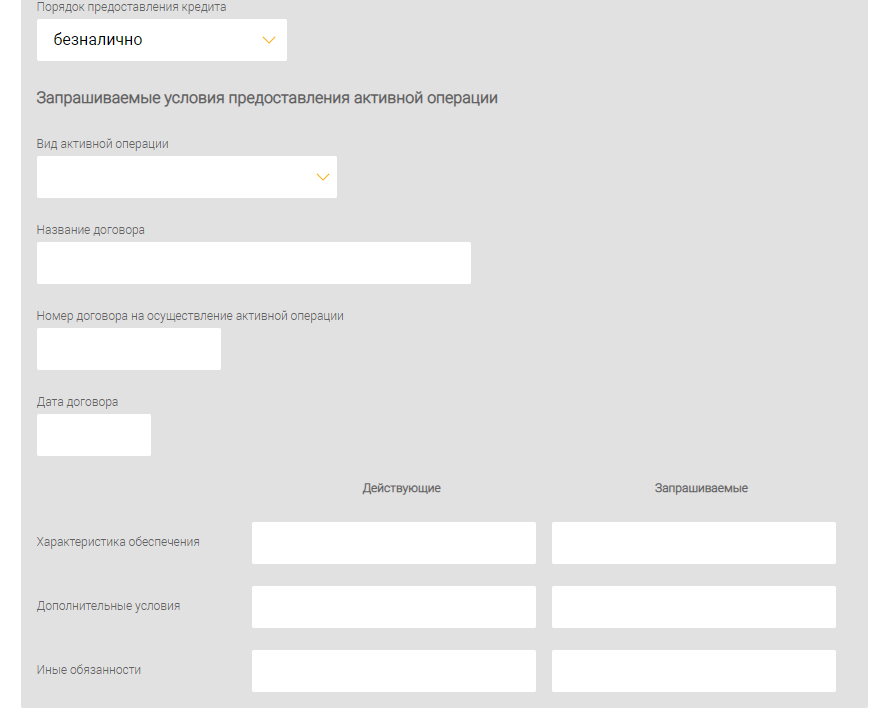 Порядок предоставления кредита
безналично
Запрашиваемые условия предоставления активной операции
Вид активной операции
Название договора
Номер договора на осуществление активной операции
Дата договора
Действующие Запрашиваемые
Характеристика обеспечения
Дополнительные условия
Иные обязанности